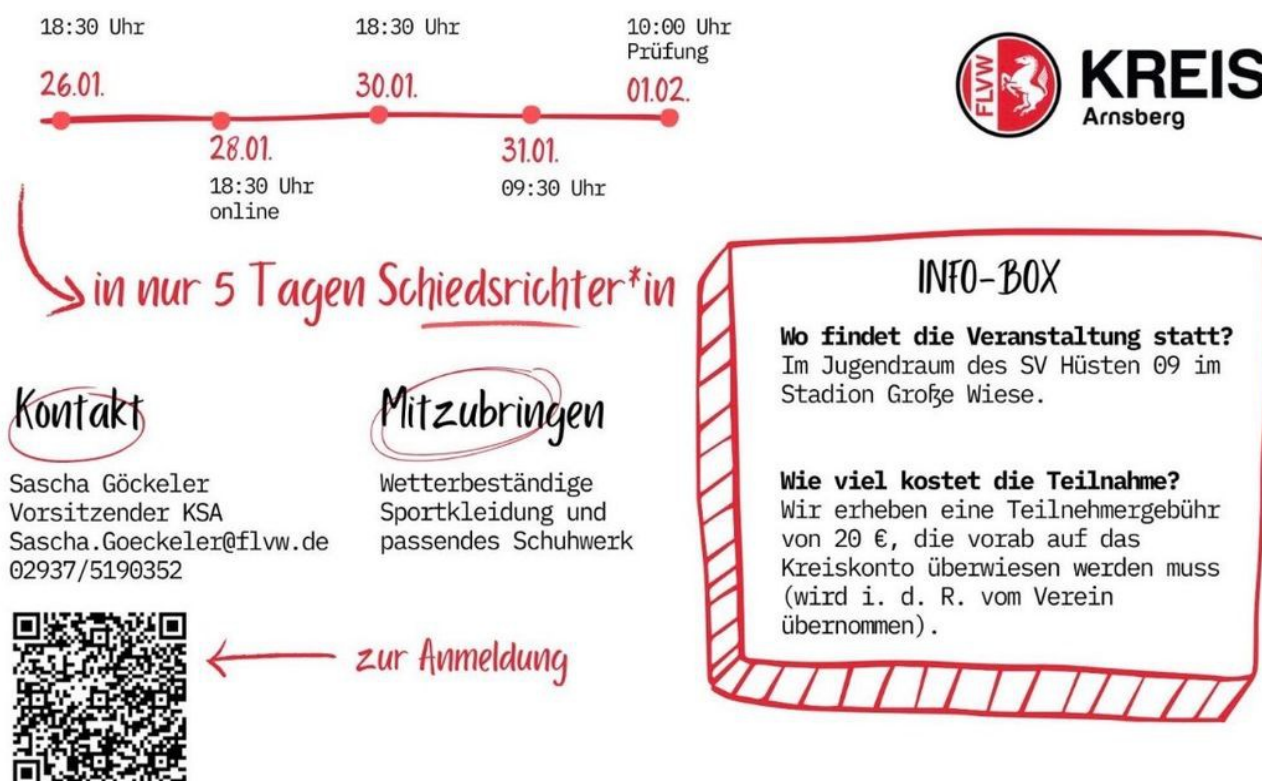 18:30 Uhr
26.01.
28.01.
18:30 Uhr
online
18:30 Uhr
30.01.
31.01.
09:30 Uhr
10:00 Uhr
Prüfung
01.02.
FLVW
KREIS
Arnsberg
in nur 5 Tagen Schiedsrichter*in
Kontakt
Sascha Göckeler
Vorsitzender KSA
Sascha.Goeckeler@flvw.de
02937/5190352
Mitzubringen
Wetterbeständige
Sportkleidung und
passendes Schuhwerk
zur Anmeldung
INFO-BOX
Wo findet die Veranstaltung statt?
Im Jugendraum des SV Hüsten 09 im
Stadion Große Wiese.
Wie viel kostet die Teilnahme?
Wir erheben eine Teilnehmergebühr
von 20 €, die vorab auf das
Kreiskonto überwiesen werden muss
(wird i. d. R. vom Verein
übernommen).